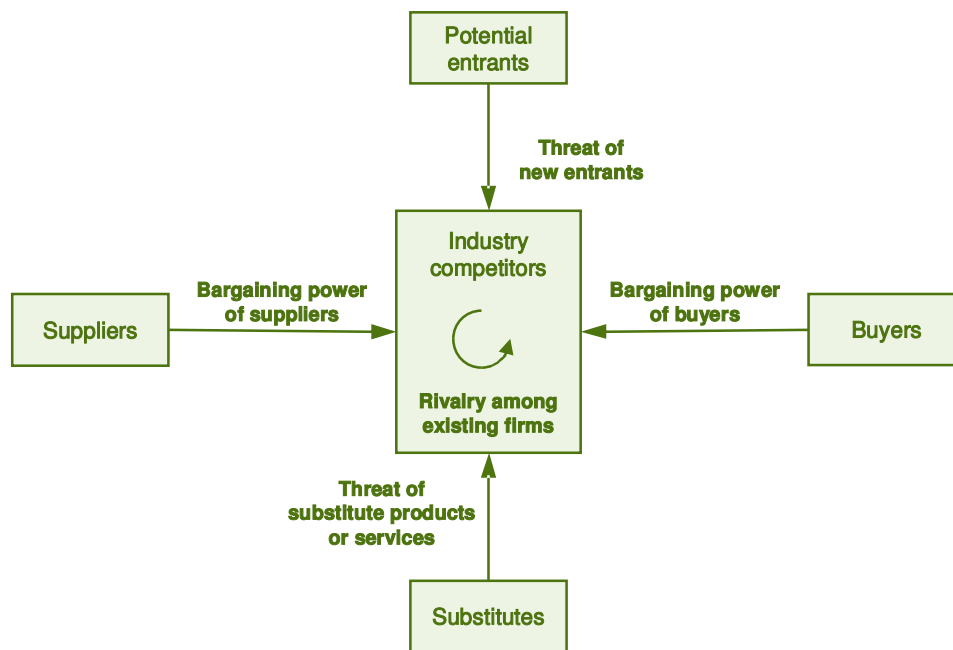 Potential
entrants
Threat of
new entrants
Industry
competitors
Bargaining power
of suppliers
Bargaining power
of buyers
Suppliers
Buyers
Rivalry among
existing firms
Threat of
substitute products
or services
Substitutes